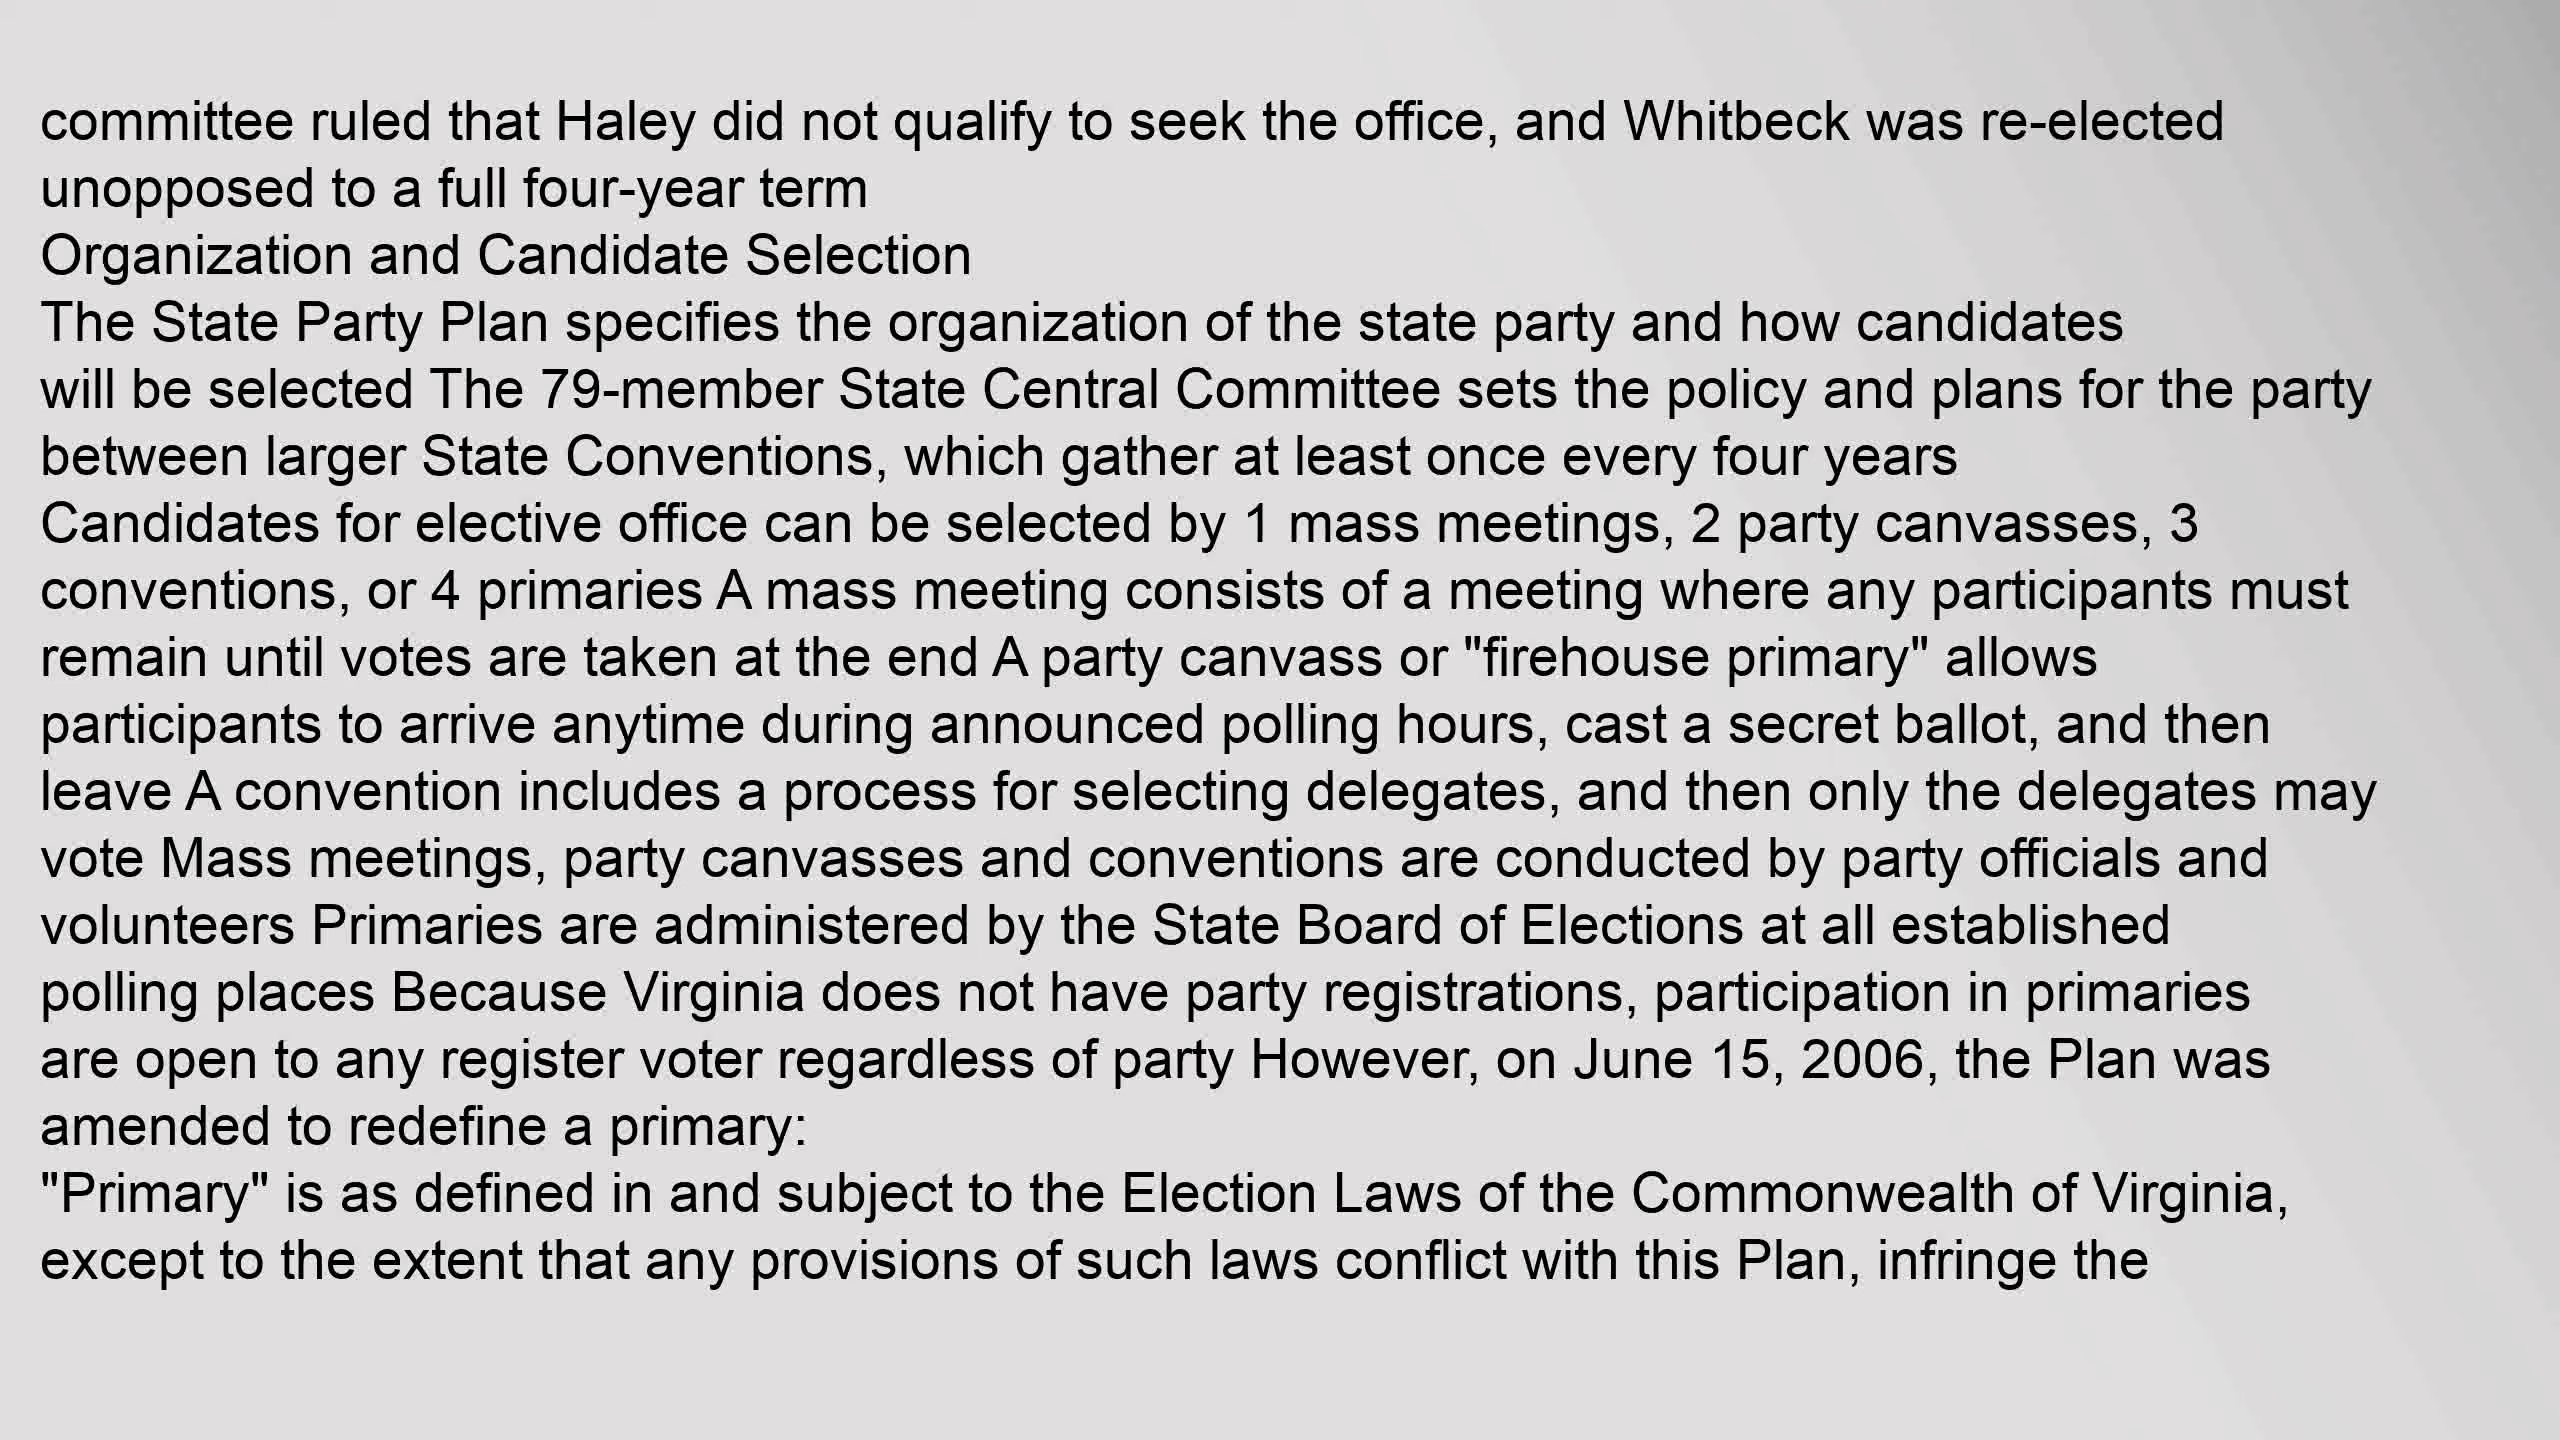 committee ruled that Haley did not qualify to seek the office, and Whitbeck was re-elected
unopposed to a full four-year term
Organization and Candidate Selection
The State Party Plan specifies the organization of the state party and how candidates
will be selected The 79-member State Central Committee sets the policy and plans for the party
between larger State Conventions, which gather at least once every four years
Candidates for elective office can be selected by 1 mass meetings, 2 party canvasses, 3
conventions, or 4 primaries A mass meeting consists of a meeting where any participants must
remain until votes are taken at the end A party canvass or "firehouse primary" allows
participants to arrive anytime during announced polling hours, cast a secret ballot, and then
leave A convention includes a process for selecting delegates, and then only the delegates may
vote Mass meetings, party canvasses and conventions are conducted by party officials and
volunteers Primaries are administered by the State Board of Elections at all established
polling places Because Virginia does not have party registrations, participation in primaries
are open to any register voter regardless of party However, on June 15, 2006, the Plan was
amended to redefine a primary:
"Primary" is as defined in and subject to the Election Laws of the Commonwealth of Virginia,
except to the extent that any provisions of such laws conflict with this Plan, infringe the